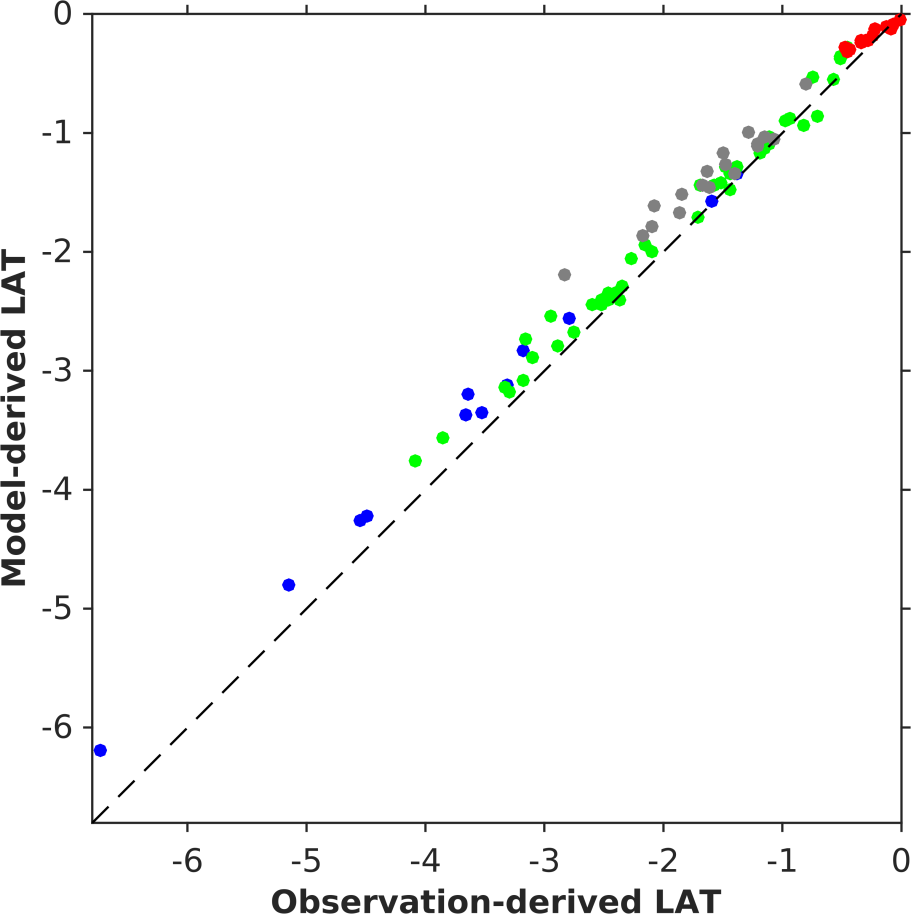 Model-derived LAT
0
-1
-2
-3
-4
-5
-6
-6 -5 -4 -3 -2 -1 0
Observation-derived LAT